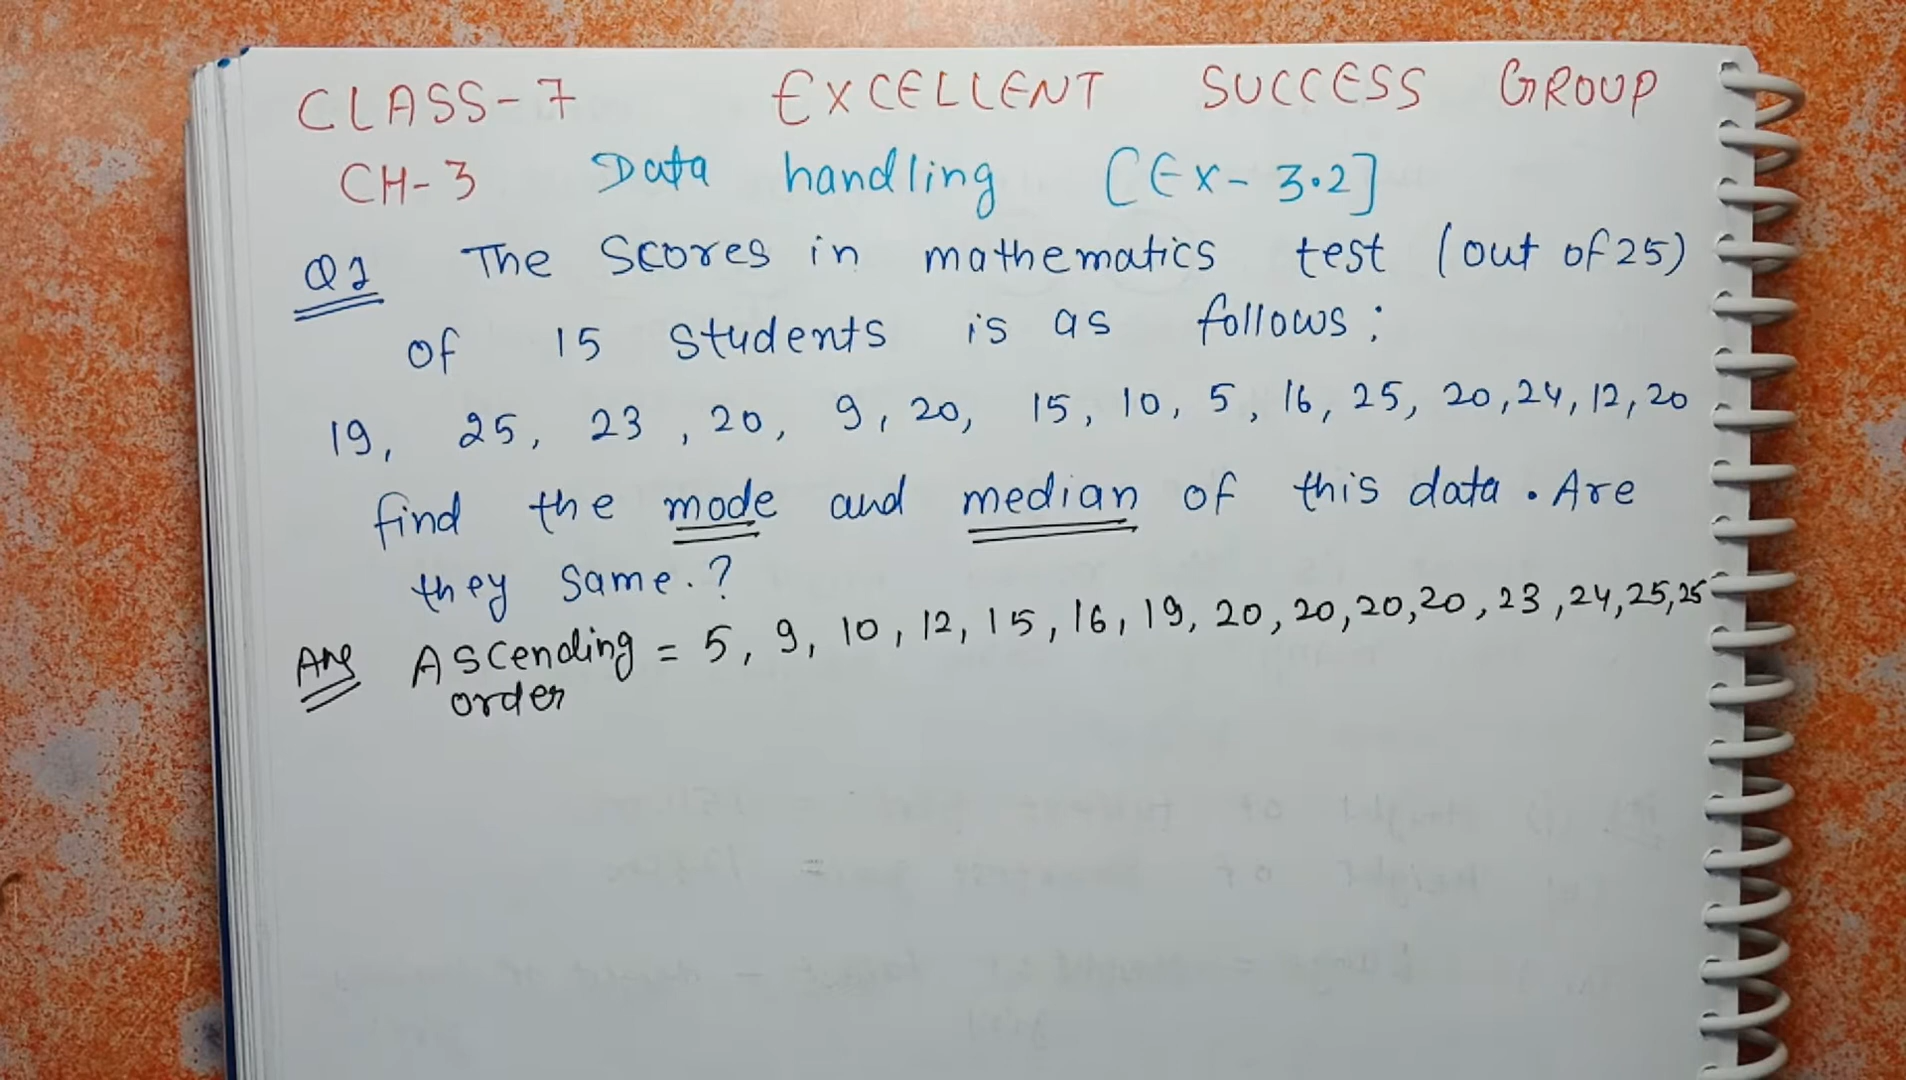 CLASS-7 EXCELLENT SUCCESS GROUP
CH-3 Data handling [Ex-3.2]
Q1 The Scores in mathematics test (out of 25)
of 15 students is as follows:
19, 25, 23, 20, 9, 20, 15, 10, 5, 16, 25, 20, 24, 12, 20
find the mode and median of this data. Are
they same.?
Ans Ascending = 5, 9, 10, 12, 15, 16, 19, 20, 20, 20, 20, 23, 24, 25, 25
order